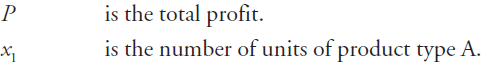 P is the total profit.
x₁ is the number of units of product type A.